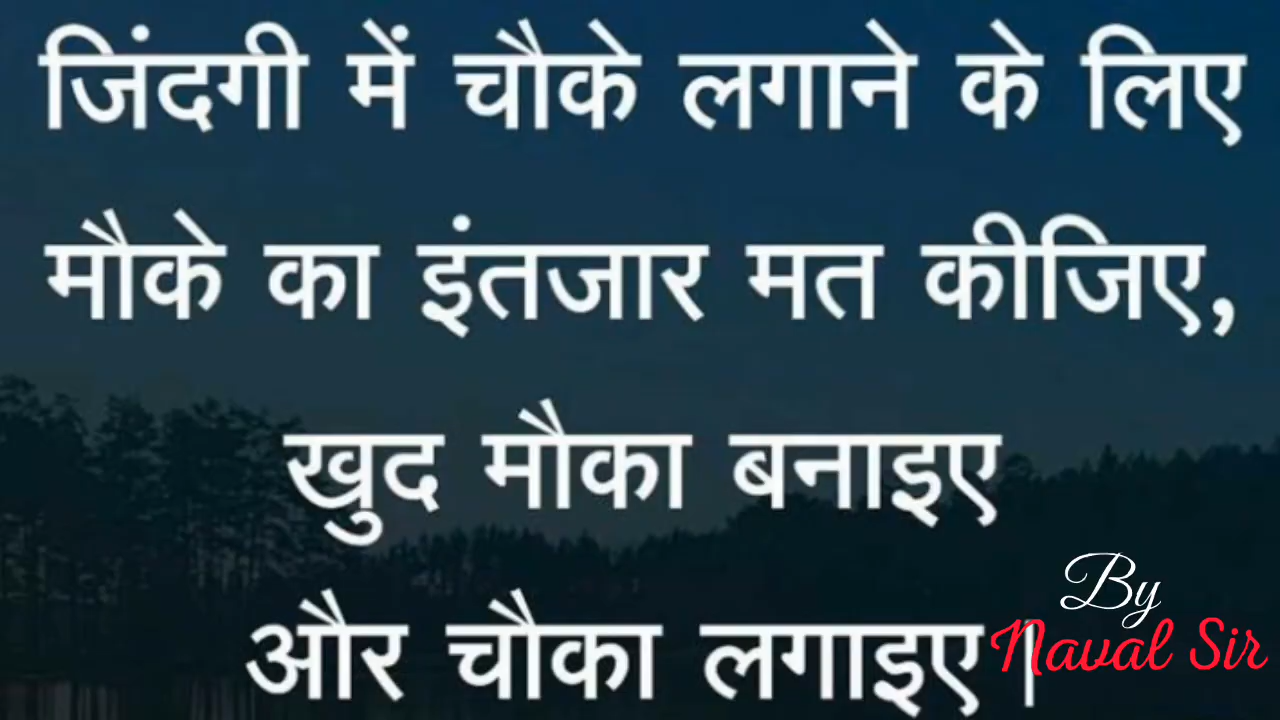 जिंदगी में चौके लगाने के लिए
मौके का इंतजार मत कीजिए,
खुद मौका बनाइए
और चौका लगाइए |
By
Naval Sir